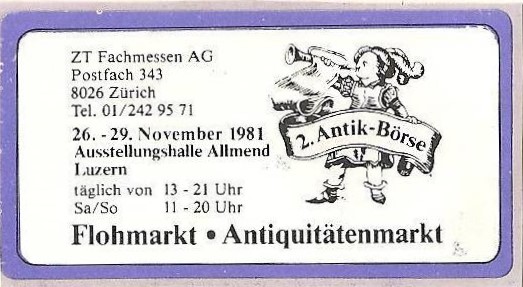 ZT Fachmessen AG
Postfach 343
8026 Zürich
Tel. 01/242 95 71
26. - 29. November 1981
Ausstellungshalle Allmend
Luzern
täglich von 13 - 21 Uhr
Sa/So 11 - 20 Uhr
2. Antik-Börse
Flohmarkt • Antiquitätenmarkt